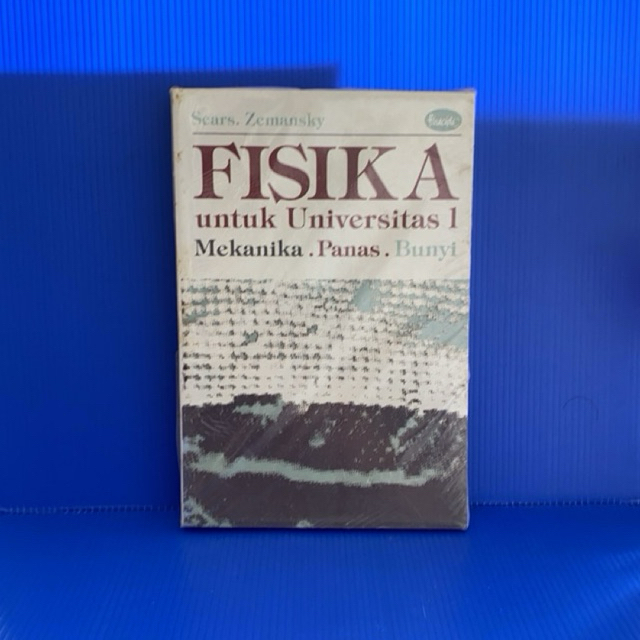 Sears. Zemansky
FISIKA
untuk Universitas 1
Mekanika . Panas . Bunyi